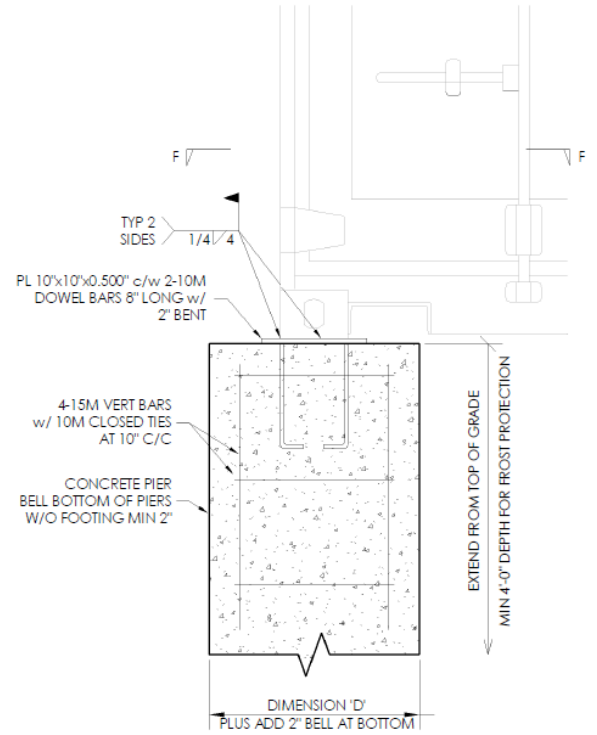 F
F
TYP 2
SIDES
1/4 4
PL 10"x10"x0.500" c/w 2-10M
DOWEL BARS 8" LONG w/
2" BENT
4-15M VERT BARS
w/ 10M CLOSED TIES
AT 10" C/C
CONCRETE PIER
BELL BOTTOM OF PIERS
W/O FOOTING MIN 2"
EXTEND FROM TOP OF GRADE
MIN 4'-0" DEPTH FOR FROST PROTECTION
DIMENSION 'D'
PLUS ADD 2" BELL AT BOTTOM